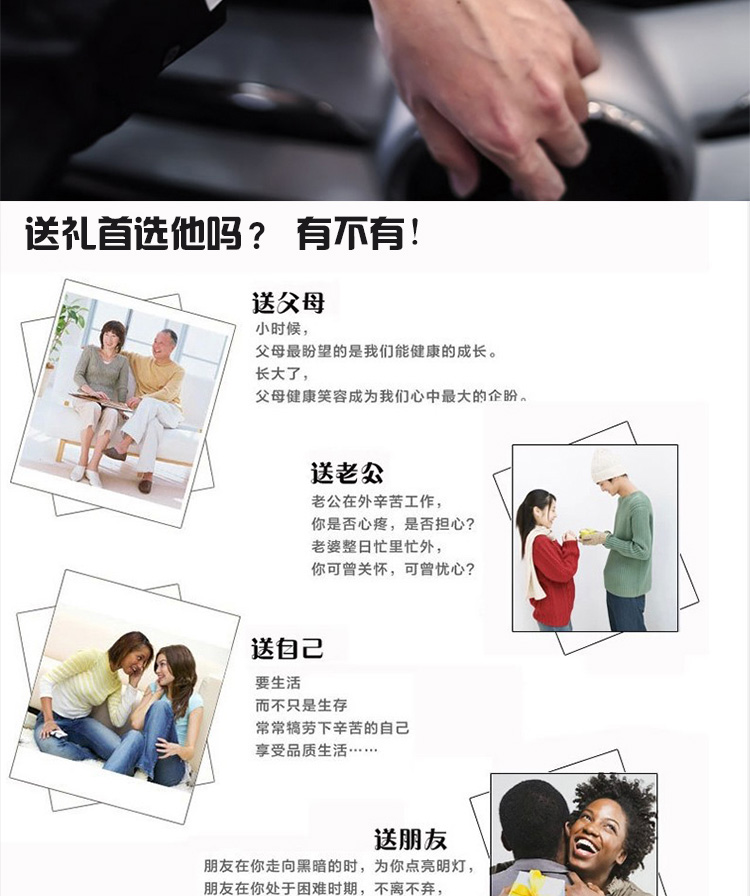 送礼首选他吗？ 有不有！
送父母
小时候，
父母最盼望的是我们能健康的成长。
长大了，
父母健康笑容成为我们心中最大的企盼。
送老公
老公在外辛苦工作，
你是否心疼，是否担心？
老婆整日忙里忙外，
你可曾关怀，可曾忧心？
送自己
要生活
而不只是生存
常常犒劳下辛苦的自己
享受品质生活……
送朋友
朋友在你走向黑暗的时，为你点亮明灯，
朋友在你处于困难时期，不离不弃，